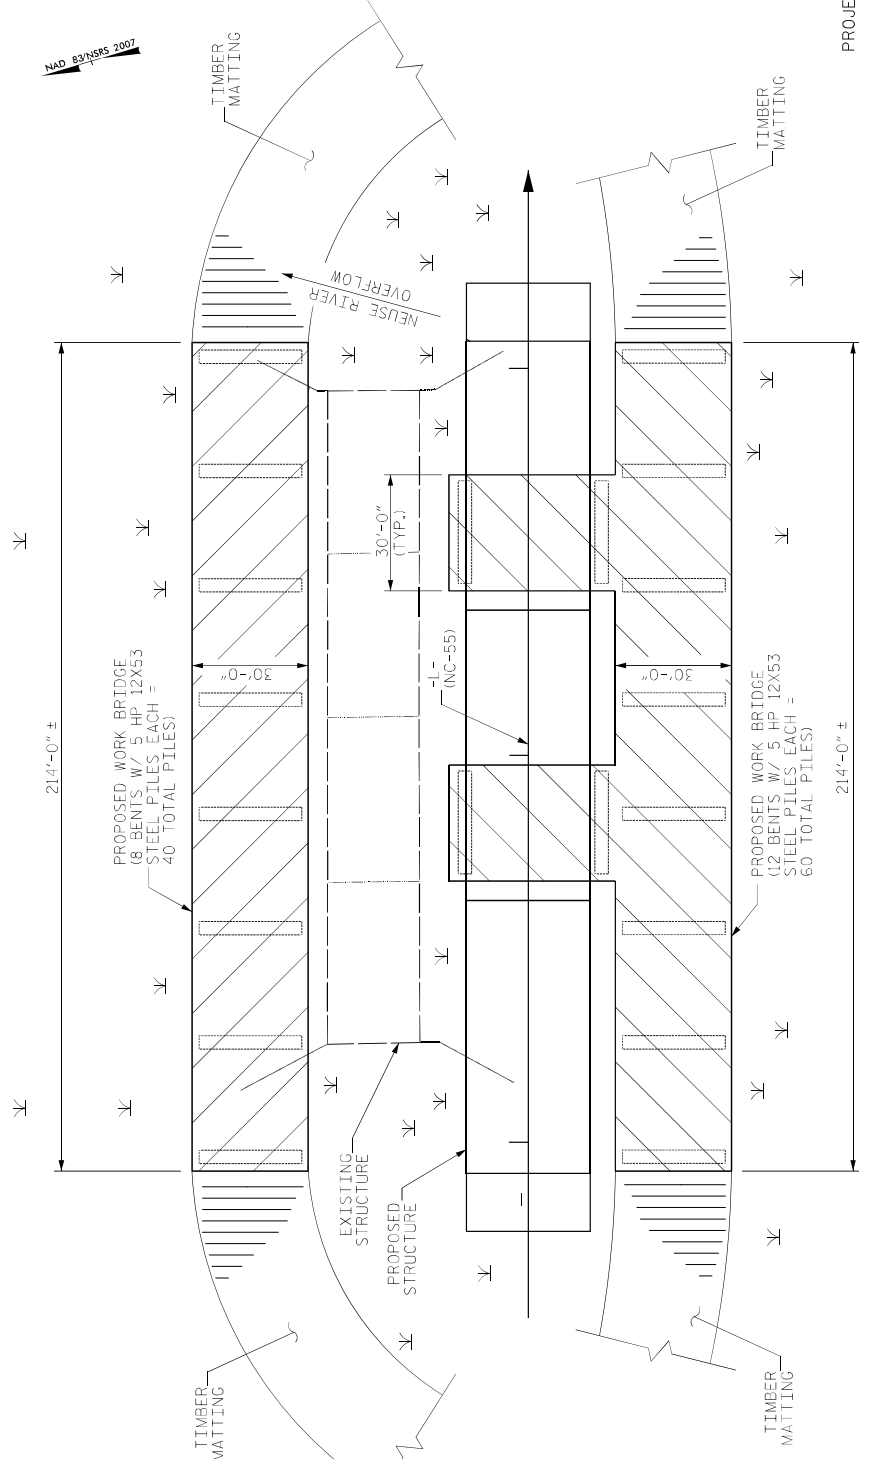 PROJE
NAD 83/NSRS 2007
TIMBER
MATTING
TIMBER
MATTING
NEUSE RIVER
OVERFLOW
30'-0"
(TYP.)
-L-
(NC-55)
30'-0"
30'-0"
214'-0" ±
PROPOSED WORK BRIDGE
(8 BENTS W/ 5 HP 12X53
STEEL PILES EACH =
40 TOTAL PILES)
PROPOSED WORK BRIDGE
(12 BENTS W/ 5 HP 12X53
STEEL PILES EACH =
60 TOTAL PILES)
214'-0" ±
EXISTING
STRUCTURE
PROPOSED
STRUCTURE
TIMBER
MATTING
TIMBER
MATTING